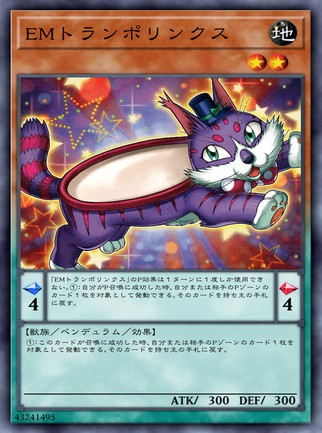 EMトランポリンクス
地
4
「EMトランポリンクス」のP効果は1ターンに1度しか使用でき
ない。①:自分がP召喚に成功した時、自分または相手のPゾーン
のカード1枚を対象として発動できる。そのカードを持ち主の手札
に戻す。
4
【獣族/ペンデュラム/効果】
①:このカードが召喚に成功した時、自分または相手のPゾーンのカード1枚を
対象として発動できる。そのカードを持ち主の手札に戻す。
ATK/ 300 DEF/ 300
43241495